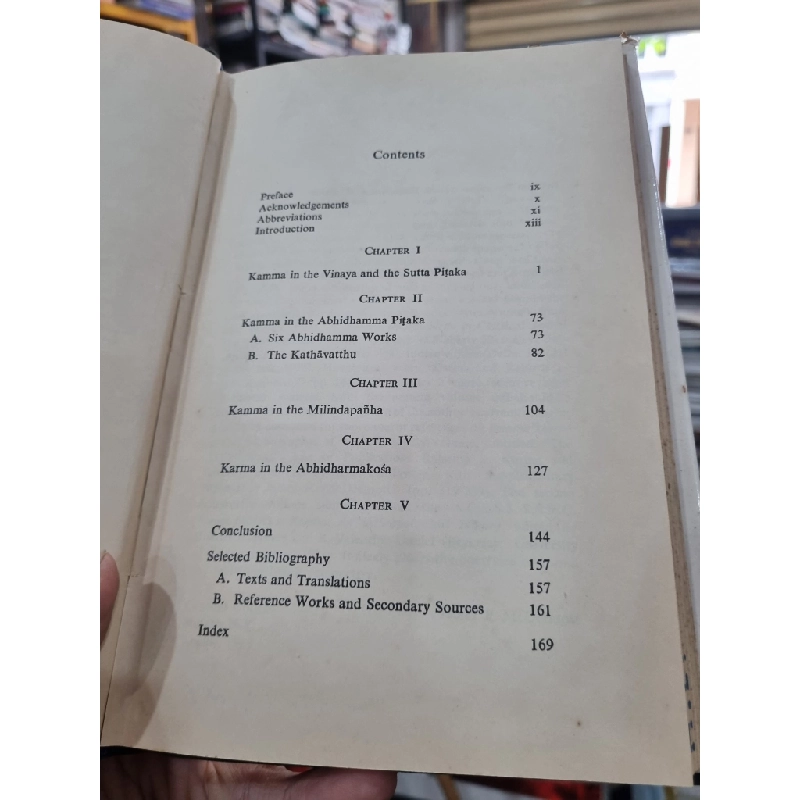 Contents
Preface ix
Acknowledgements x
Abbreviations xi
Introduction xiii
CHAPTER I
Kamma in the Vinaya and the Sutta Piṭaka 1
CHAPTER II
Kamma in the Abhidhamma Piṭaka 73
A. Six Abhidhamma Works 73
B. The Kathāvatthu 82
CHAPTER III
Kamma in the Milindapañha 104
CHAPTER IV
Karma in the Abhidharmakośa 127
CHAPTER V
Conclusion 144
Selected Bibliography 157
A. Texts and Translations 157
B. Reference Works and Secondary Sources 161
Index 169